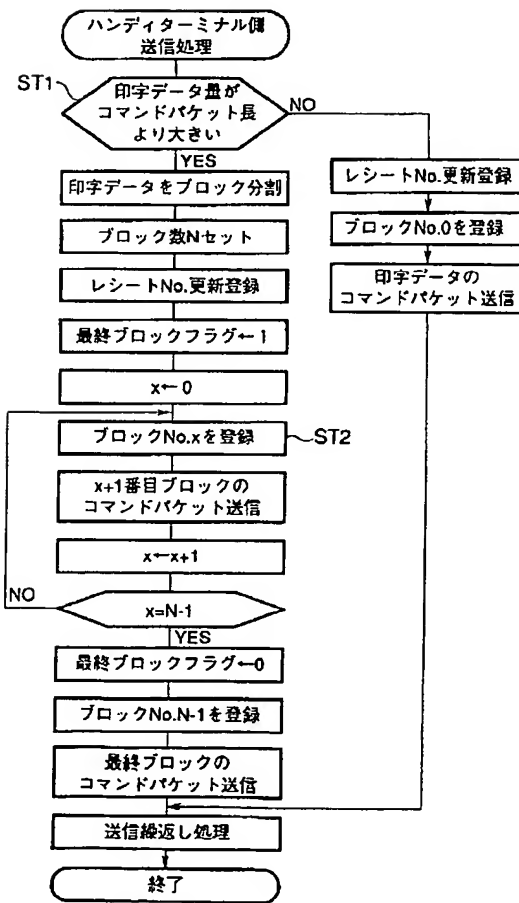 ハンディターミナル側
送信処理
ST1
印字データ量が
コマンドパケット長
より大きい
NO
YES
印字データをブロック分割
ブロック数Nセット
レシートNo.更新登録
最終ブロックフラグ←1
x←0
ブロックNo.xを登録
ST2
x+1番目ブロックの
コマンドパケット送信
x←x+1
NO
x=N-1
YES
最終ブロックフラグ←0
ブロックNo.N-1を登録
最終ブロックの
コマンドパケット送信
レシートNo.更新登録
ブロックNo.0を登録
印字データの
コマンドパケット送信
送信繰返し処理
終了